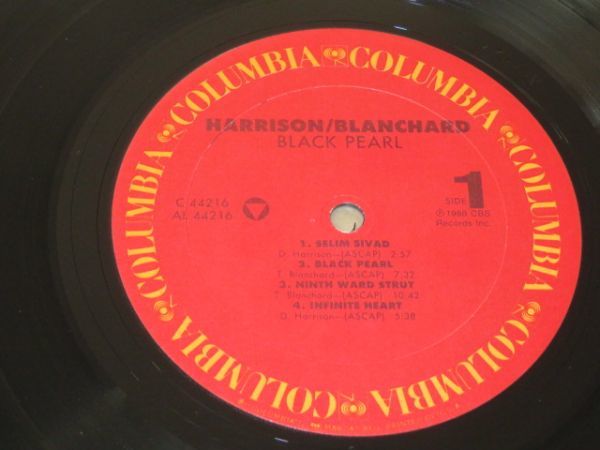 COLUMBIA COLUMBIA COLUMBIA COLUMBIA COLUMBIA COLUMBIA
HARRISON/BLANCHARD
BLACK PEARL
C 44216
AL 44216
SIDE 1
℗ 1988 CBS
Records Inc.
1. SELIM SIVAD
D. Harrison—(ASCAP) 2:57
2. BLACK PEARL
T. Blanchard—(ASCAP) 7:32
3. NINTH WARD STRUT
T. Blanchard—(ASCAP) 10:42
4. INFINITE HEART
D. Harrison—(ASCAP) 5:38